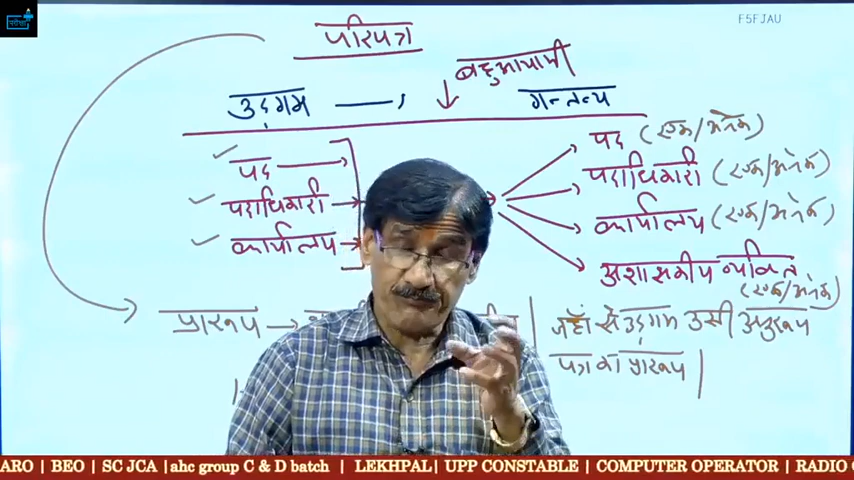 परीक्षा
F5FJAU
परिपत्र
बहुआयामी
उद्गम → गन्तव्य
पद पद (एक/अनेक)
पदाधिकारी पदाधिकारी (एक/अनेक)
कार्यालय कार्यालय (एक/अनेक)
अशासकीय व्यक्ति
(एक/अनेक)
प्रारूप → जहाँ से उद्गम उसी अनुरूप
पत्र का प्रारूप
ARO | BEO | SC JCA | ahc group C & D batch | LEKHPAL | UPP CONSTABLE | COMPUTER OPERATOR | RADIO